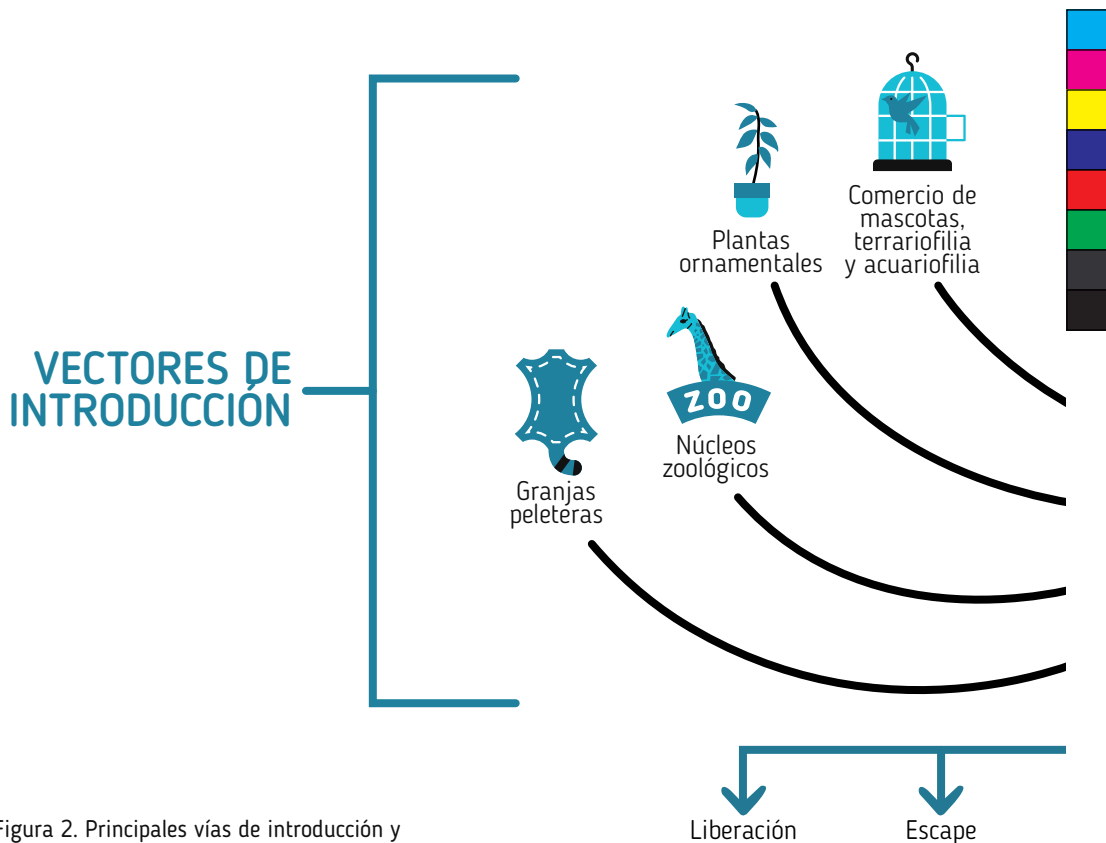 VECTORES DE
INTRODUCCIÓN
Comercio de
mascotas,
terrariofilia
y acuariofilia
Plantas
ornamentales
ZOO
Núcleos
zoológicos
Granjas
peleteras
Liberación
Escape
Figura 2. Principales vías de introducción y